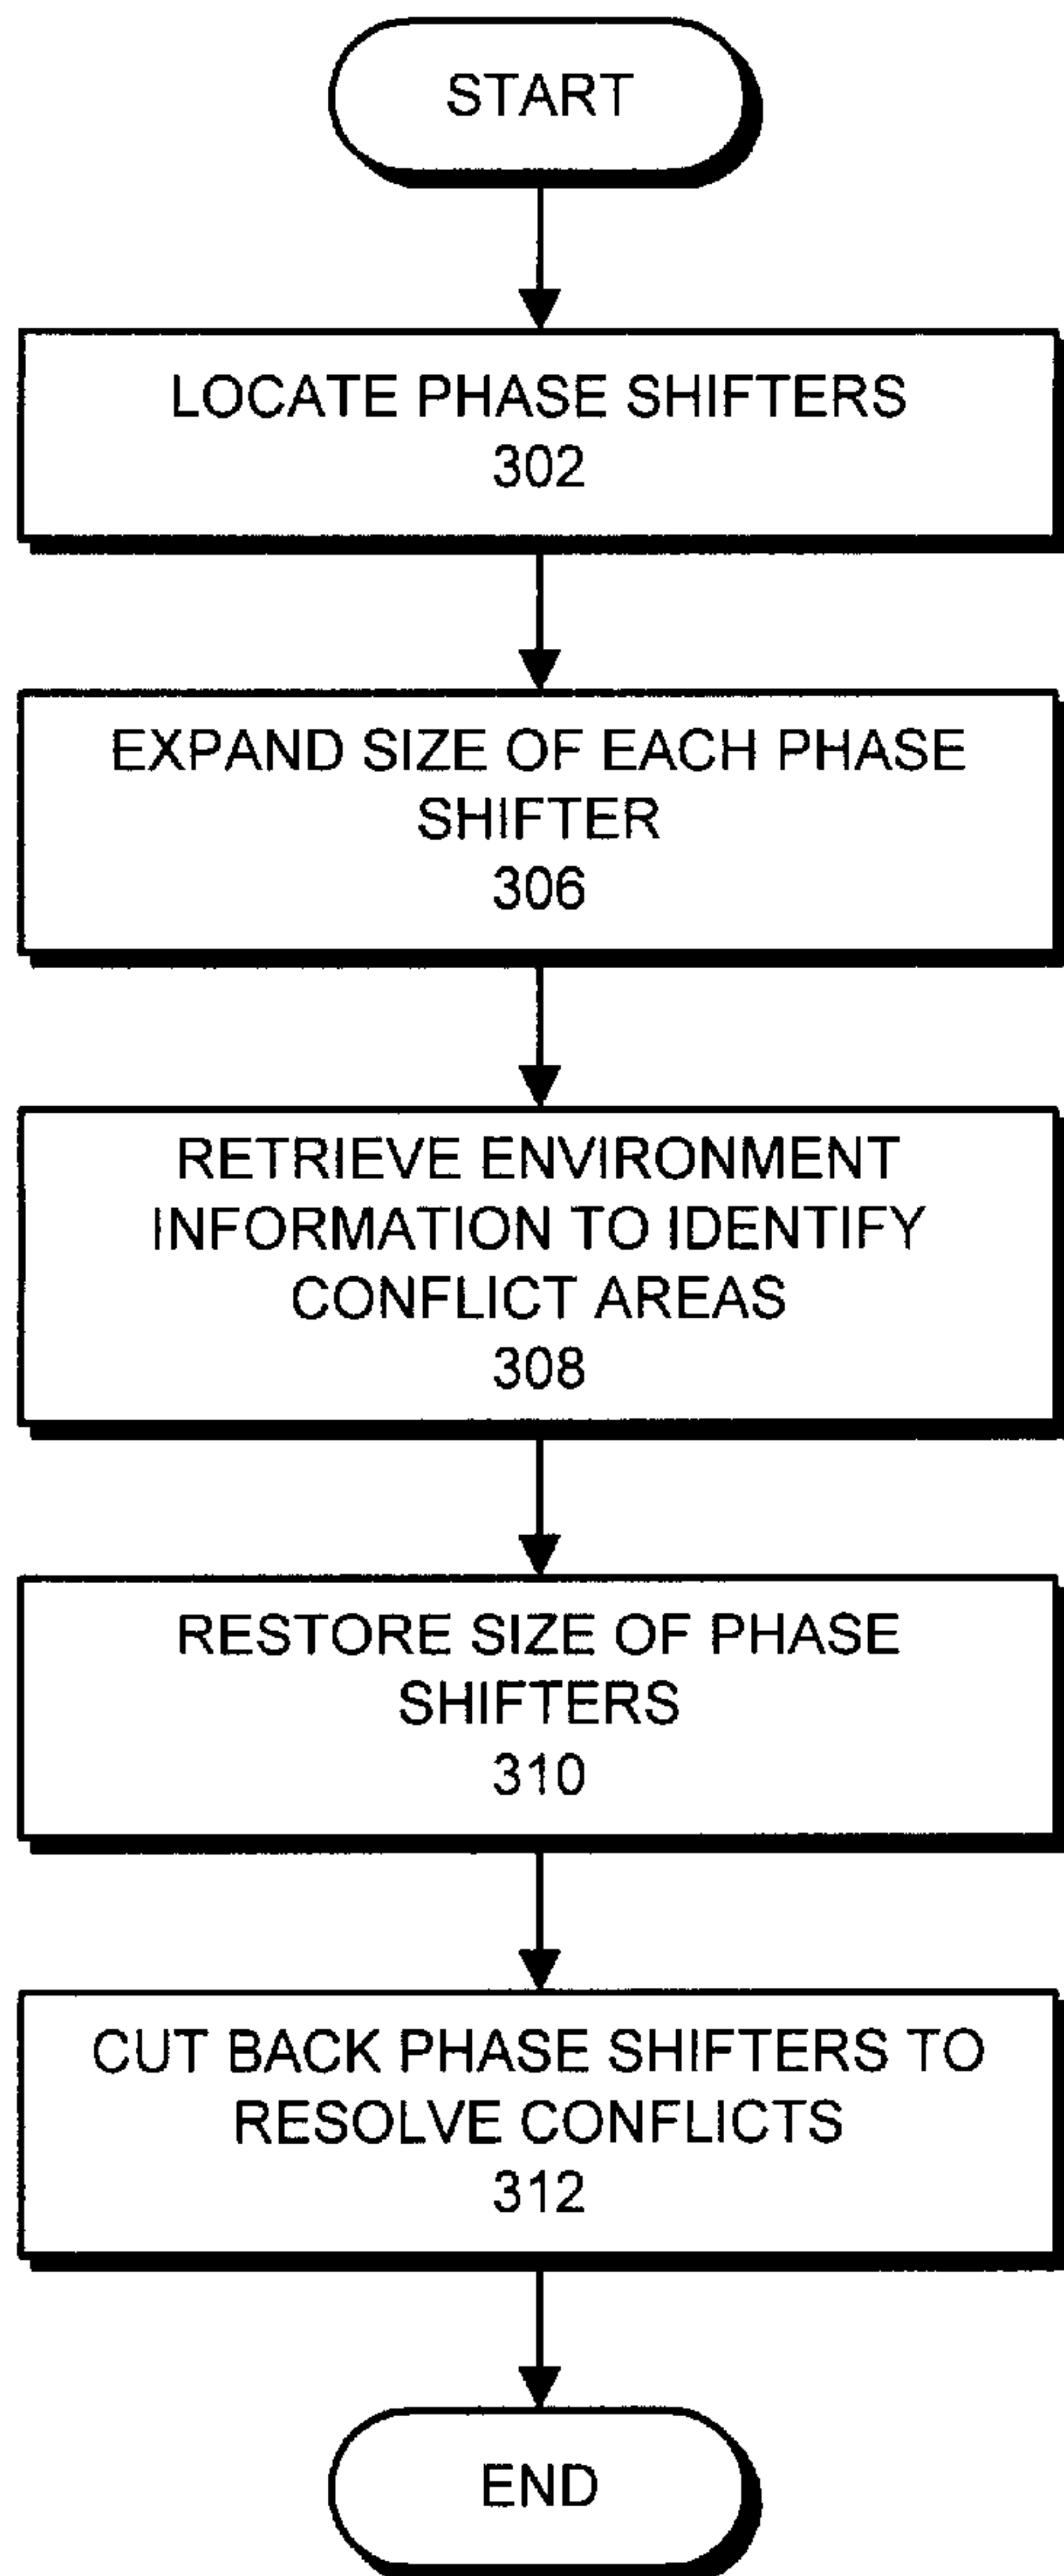 START
LOCATE PHASE SHIFTERS
302
EXPAND SIZE OF EACH PHASE
SHIFTER
306
RETRIEVE ENVIRONMENT
INFORMATION TO IDENTIFY
CONFLICT AREAS
308
RESTORE SIZE OF PHASE
SHIFTERS
310
CUT BACK PHASE SHIFTERS TO
RESOLVE CONFLICTS
312
END